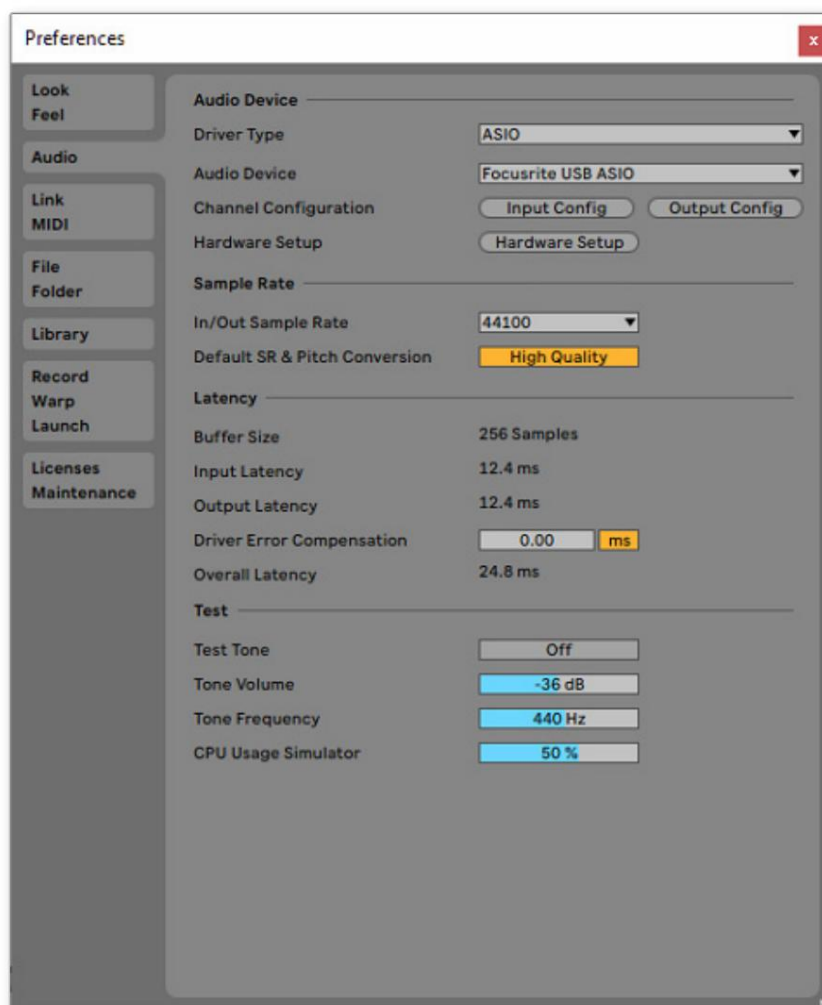 Preferences
x
Look
Feel
Audio
Link
MIDI
File
Folder
Library
Record
Warp
Launch
Licenses
Maintenance
Audio Device
Driver Type ASIO
Audio Device Focusrite USB ASIO
Channel Configuration Input Config Output Config
Hardware Setup Hardware Setup
Sample Rate
In/Out Sample Rate 44100
Default SR & Pitch Conversion High Quality
Latency
Buffer Size 256 Samples
Input Latency 12.4 ms
Output Latency 12.4 ms
Driver Error Compensation 0.00 ms
Overall Latency 24.8 ms
Test
Test Tone Off
Tone Volume -36 dB
Tone Frequency 440 Hz
CPU Usage Simulator 50 %